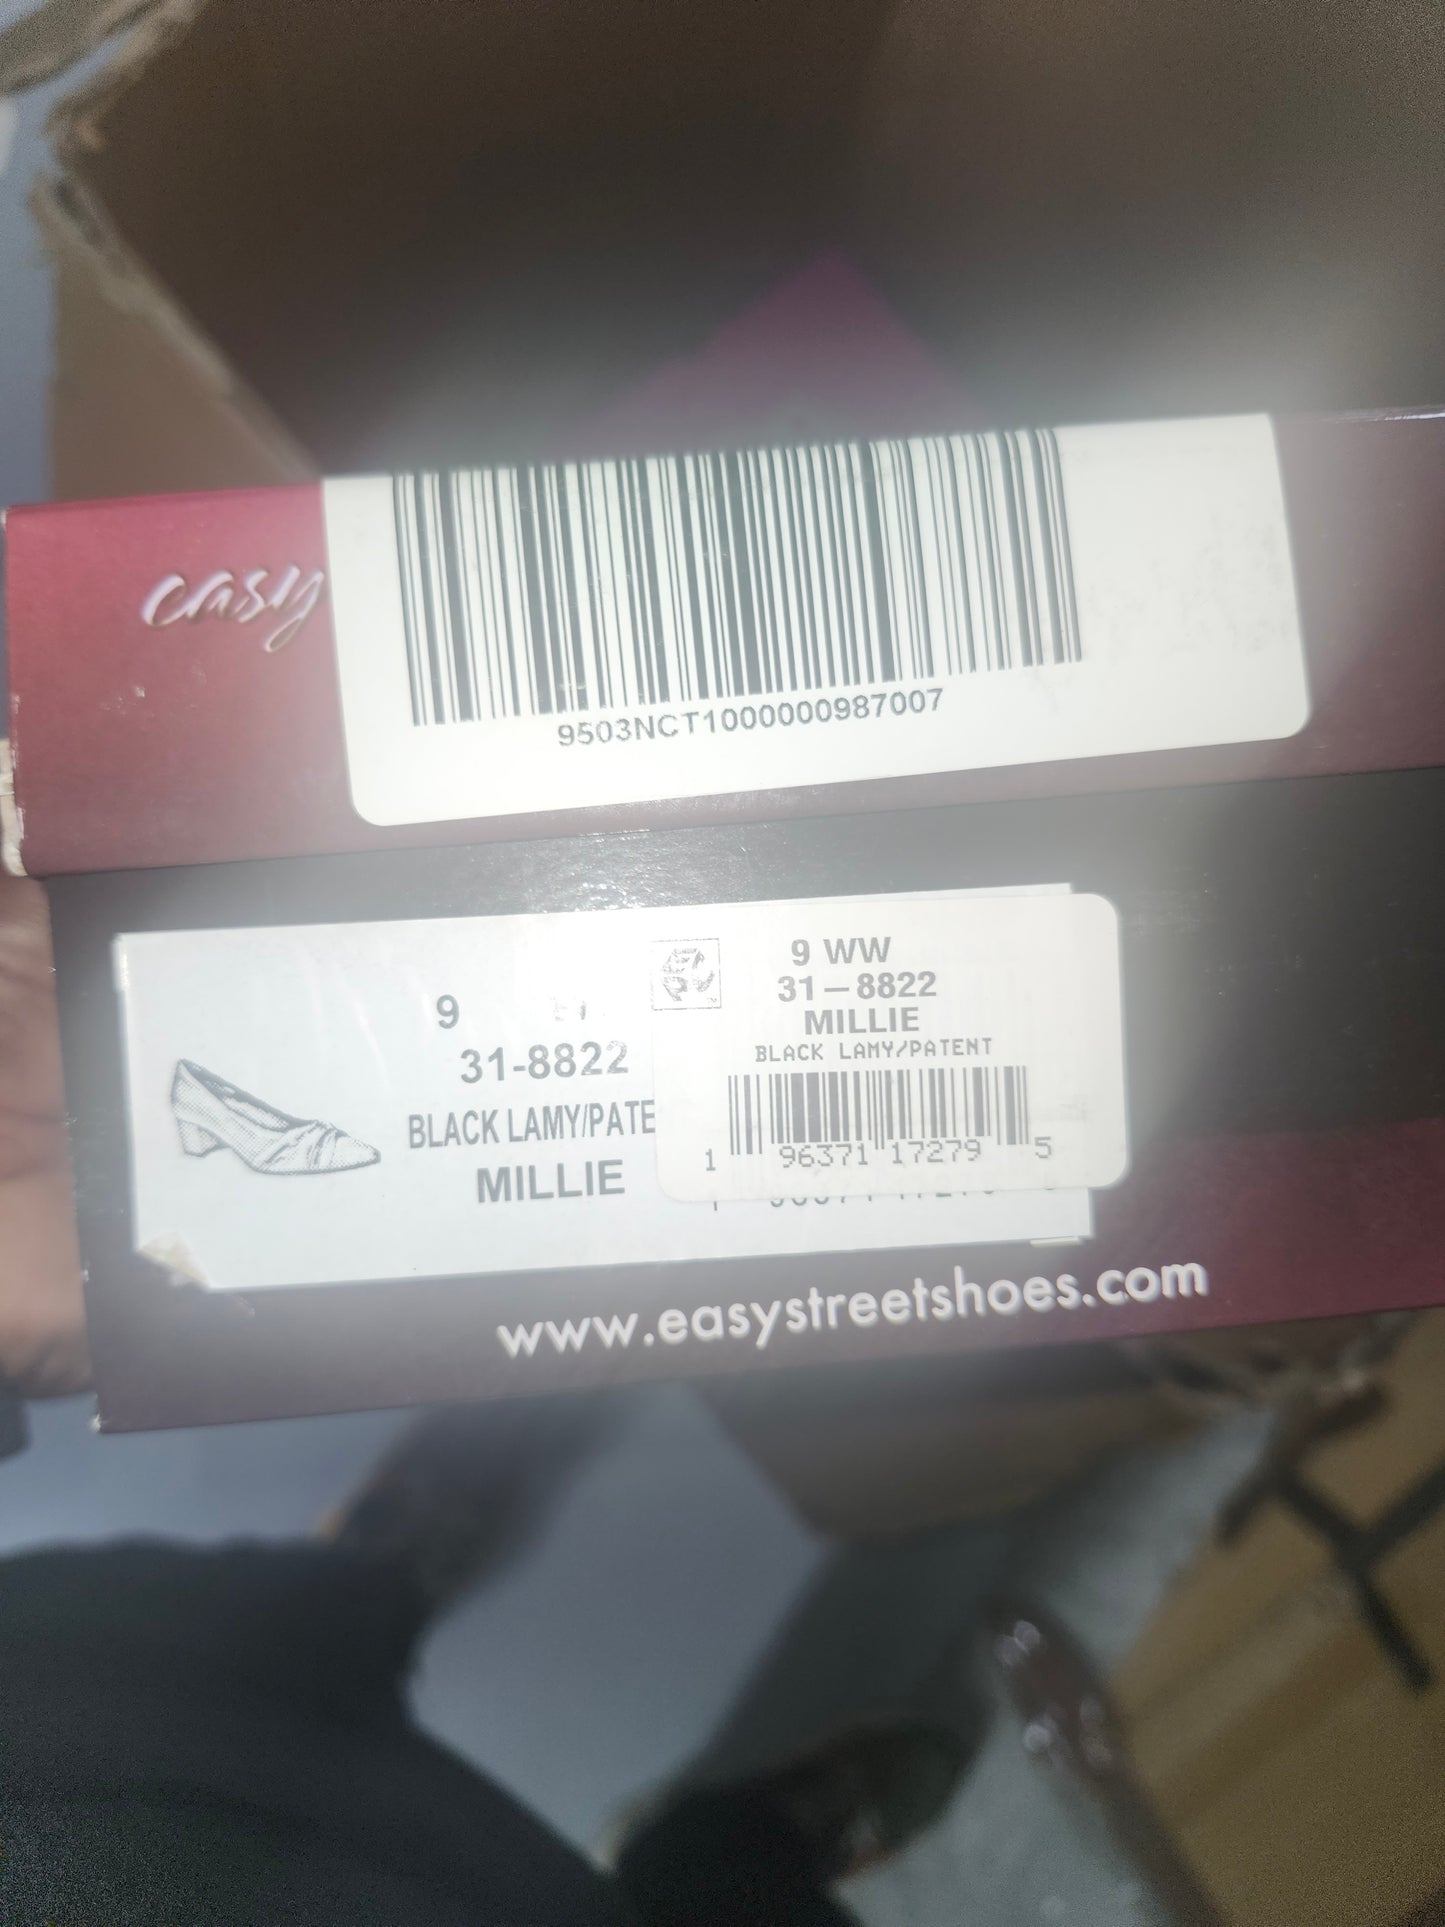 easy
9503NCT1000000987007
9
31-8822
BLACK LAMY/PATE
MILLIE
9 WW
31-8822
MILLIE
BLACK LAMY/PATENT
1 96371 17279 5
www.easystreetshoes.com